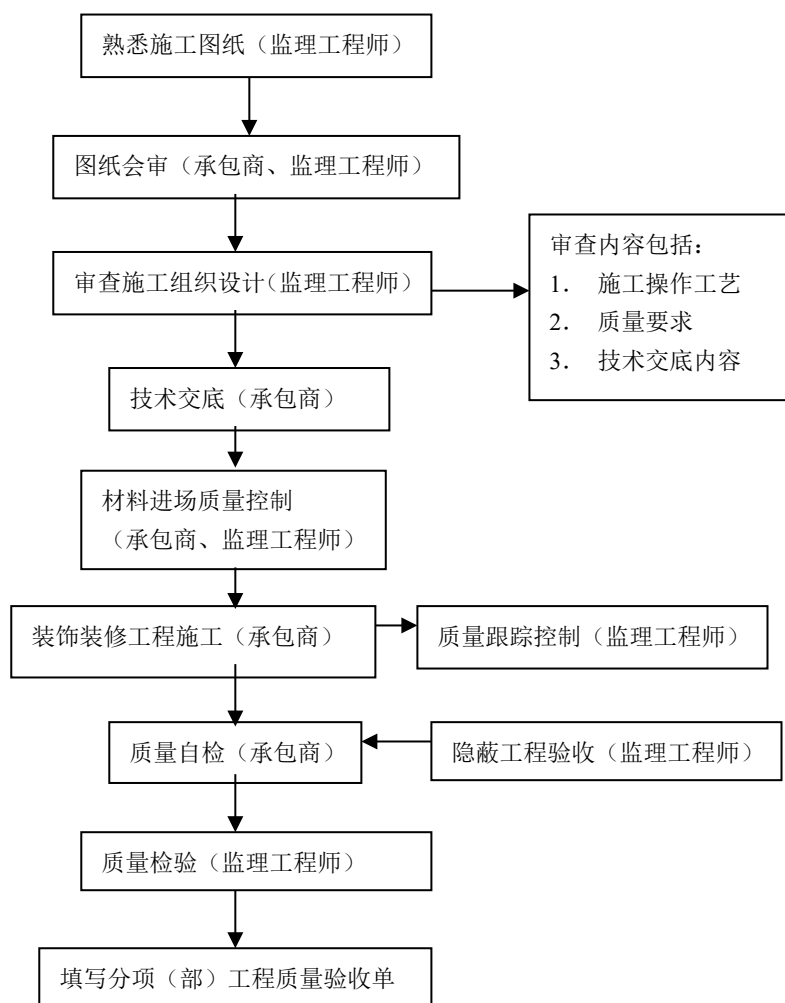 熟悉施工图纸（监理工程师）
图纸会审（承包商、监理工程师）
审查施工组织设计（监理工程师）
审查内容包括：
1． 施工操作工艺
2． 质量要求
3． 技术交底内容
技术交底（承包商）
材料进场质量控制
（承包商、监理工程师）
装饰装修工程施工（承包商）
质量跟踪控制（监理工程师）
质量自检（承包商）
隐蔽工程验收（监理工程师）
质量检验（监理工程师）
填写分项（部）工程质量验收单